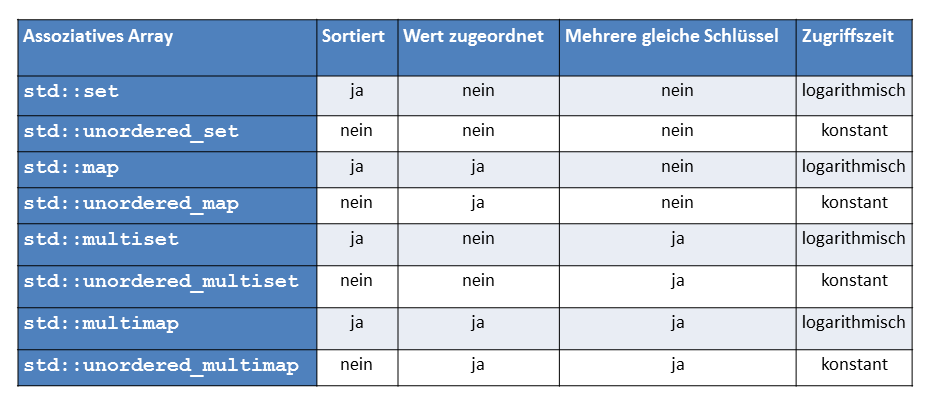 Assoziatives Array Sortiert Wert zugeordnet Mehrere gleiche Schlüssel Zugriffszeit
std::set ja nein nein logarithmisch
std::unordered_set nein nein nein konstant
std::map ja ja nein logarithmisch
std::unordered_map nein ja nein konstant
std::multiset ja nein ja logarithmisch
std::unordered_multiset nein nein ja konstant
std::multimap ja ja ja logarithmisch
std::unordered_multimap nein ja ja konstant